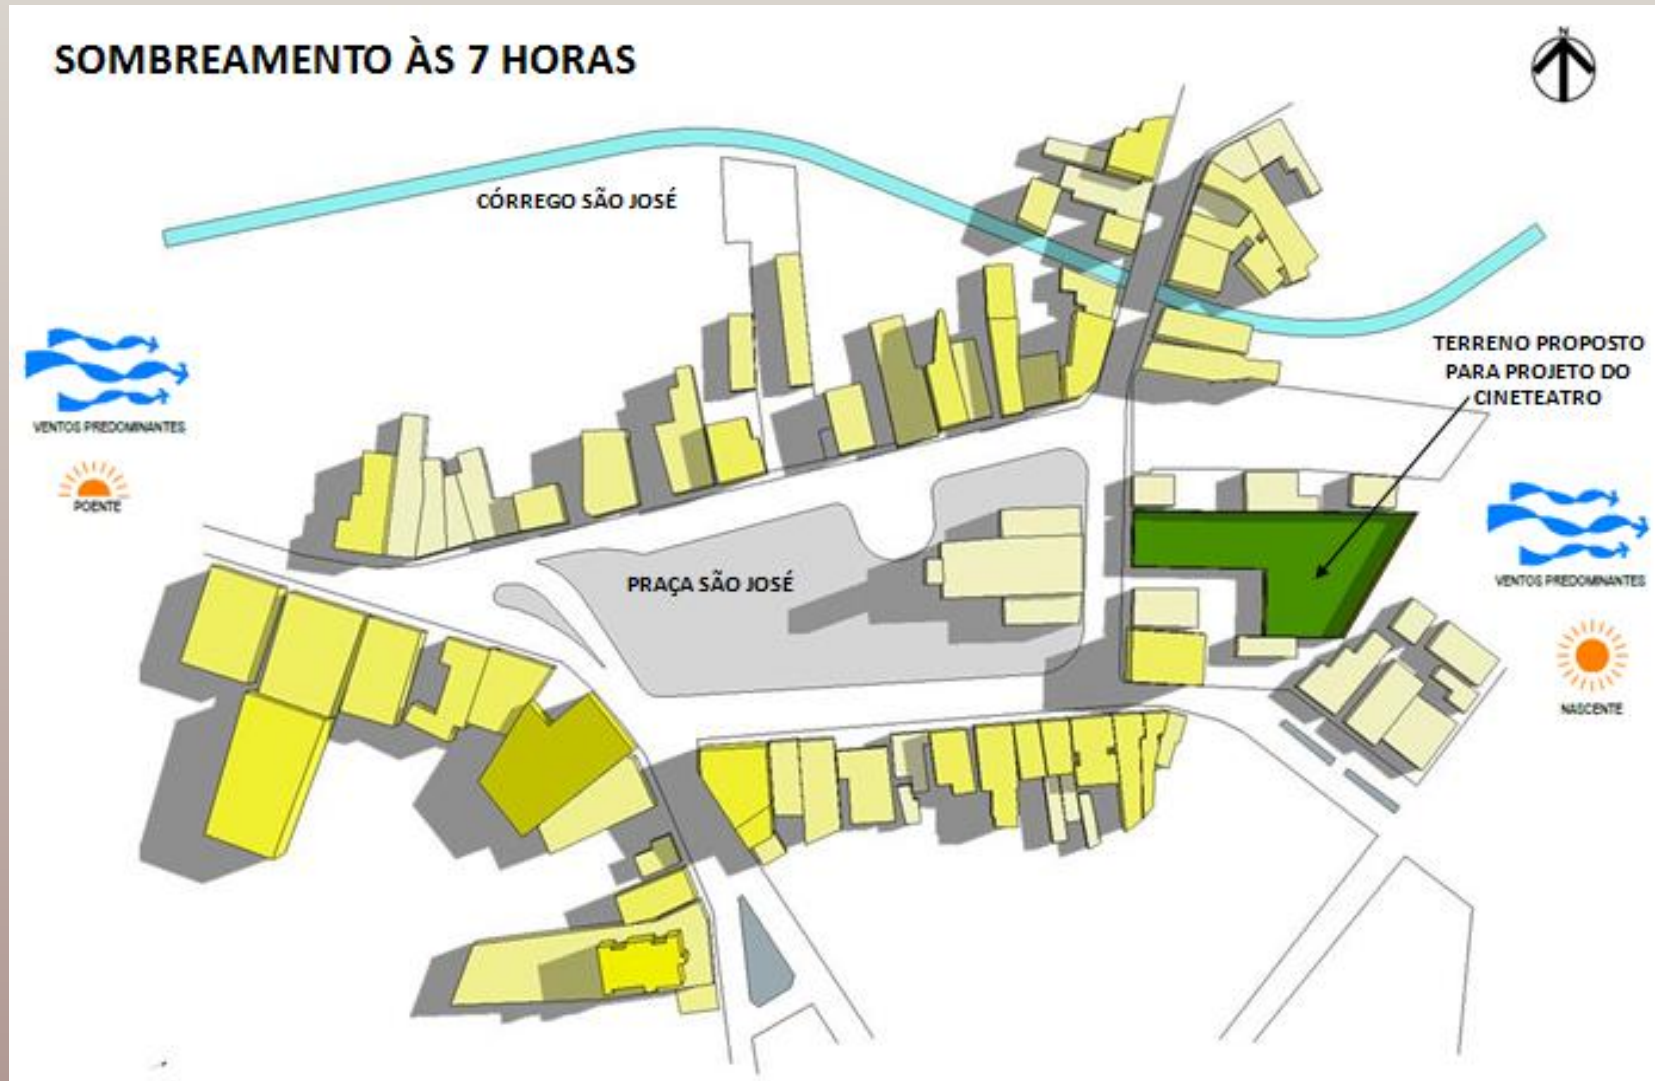 SOMBREAMENTO ÀS 7 HORAS
N
CÓRREGO SÃO JOSÉ
VENTOS PREDOMINANTES
POENTE
TERRENO PROPOSTO
PARA PROJETO DO
CINETEATRO
PRAÇA SÃO JOSÉ
VENTOS PREDOMINANTES
NASCENTE